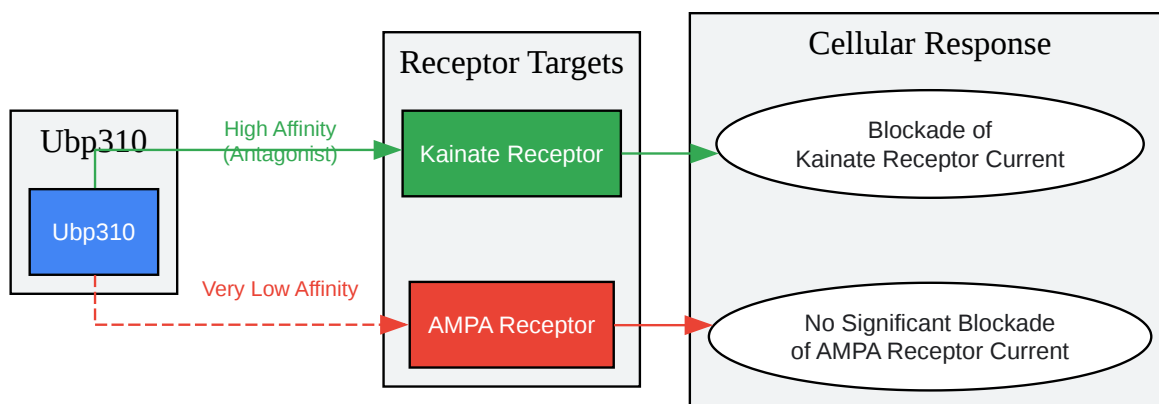 Ubp310
Ubp310
High Affinity
(Antagonist)
Very Low Affinity
Receptor Targets
Kainate Receptor
AMPA Receptor
Cellular Response
Blockade of
Kainate Receptor Current
No Significant Blockade
of AMPA Receptor Current